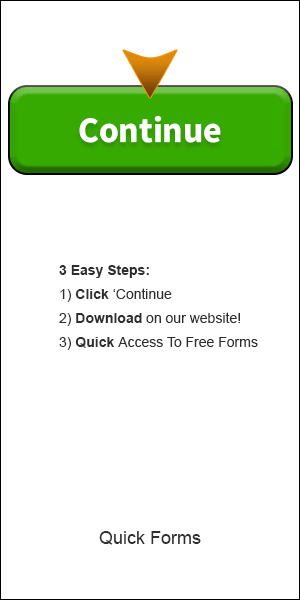 Continue
3 Easy Steps:
1) Click ‘Continue
2) Download on our website!
3) Quick Access To Free Forms
Quick Forms